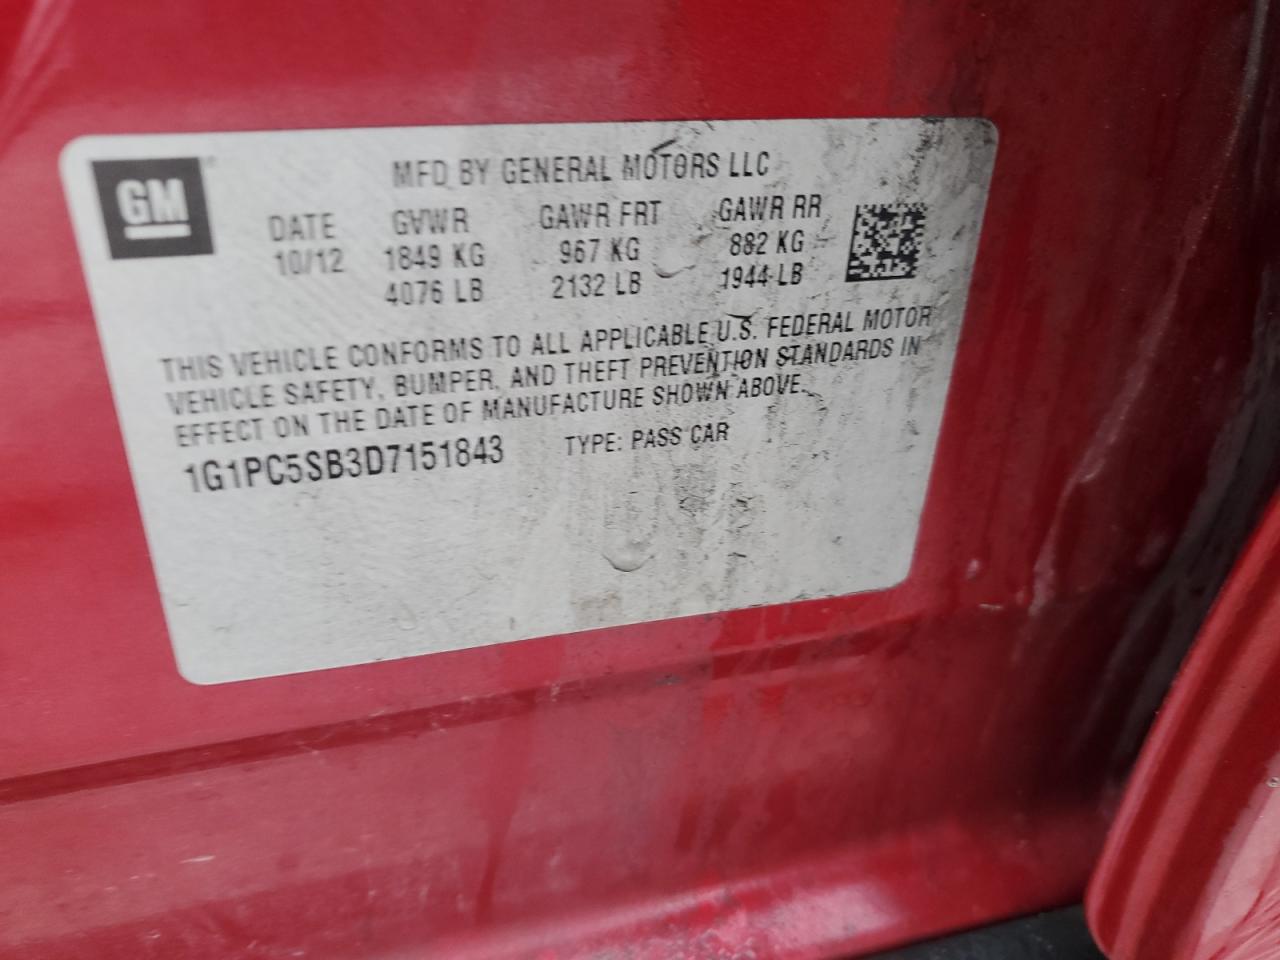 GM
MFD BY GENERAL MOTORS LLC
DATE GVWR GAWR FRT GAWR RR
10/12 1849 KG 967 KG 882 KG
4076 LB 2132 LB 1944 LB
THIS VEHICLE CONFORMS TO ALL APPLICABLE U.S. FEDERAL MOTOR
VEHICLE SAFETY, BUMPER, AND THEFT PREVENTION STANDARDS IN
EFFECT ON THE DATE OF MANUFACTURE SHOWN ABOVE.
1G1PC5SB3D7151843 TYPE: PASS CAR